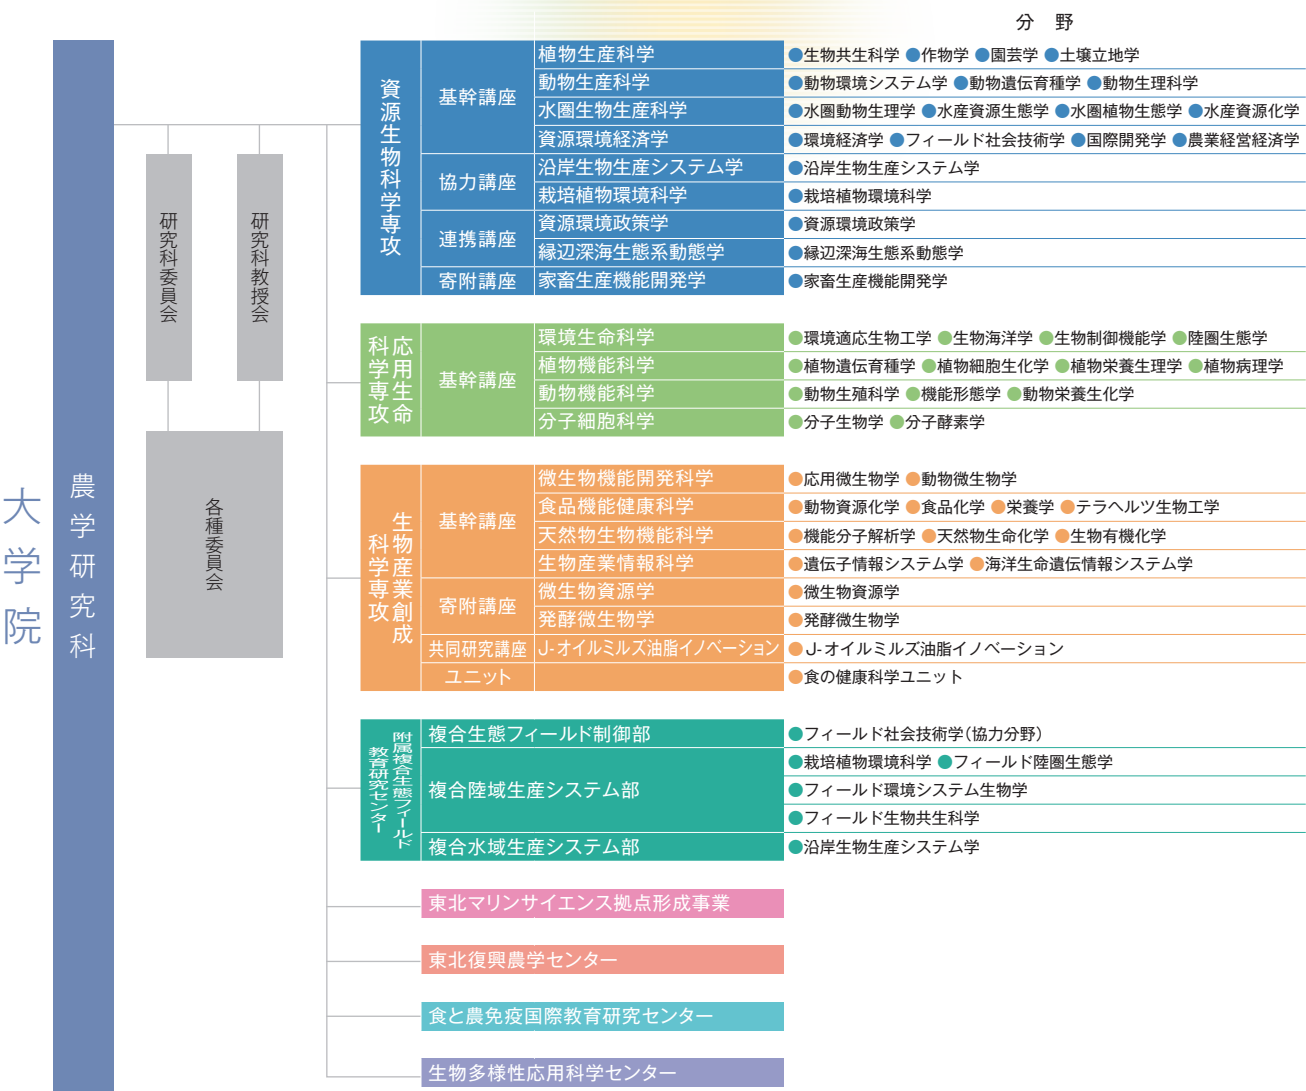 分 野
大学院
農学研究科
研究科委員会
研究科教授会
各種委員会
資源生物科学専攻
基幹講座
植物生産科学
●生物共生科学 ●作物学 ●園芸学 ●土壌立地学
動物生産科学
●動物環境システム学 ●動物遺伝育種学 ●動物生理科学
水圏生物生産科学
●水圏動物生理学 ●水産資源生態学 ●水圏植物生態学 ●水産資源化学
資源環境経済学
●環境経済学 ●フィールド社会技術学 ●国際開発学 ●農業経営経済学
協力講座
沿岸生物生産システム学
●沿岸生物生産システム学
栽培植物環境科学
●栽培植物環境科学
連携講座
資源環境政策学
●資源環境政策学
縁辺深海生態系動態学
●縁辺深海生態系動態学
寄附講座
家畜生産機能開発学
●家畜生産機能開発学
応用生命
科学専攻
基幹講座
環境生命科学
●環境適応生物工学 ●生物海洋学 ●生物制御機能学 ●陸圏生態学
植物機能科学
●植物遺伝育種学 ●植物細胞生化学 ●植物栄養生理学 ●植物病理学
動物機能科学
●動物生殖科学 ●機能形態学 ●動物栄養生化学
分子細胞科学
●分子生物学 ●分子酵素学
生物産業創成
科学専攻
基幹講座
微生物機能開発科学
●応用微生物学 ●動物微生物学
食品機能健康科学
●動物資源化学 ●食品化学 ●栄養学 ●テラヘルツ生物工学
天然物生物機能科学
●機能分子解析学 ●天然物生命化学 ●生物有機化学
生物産業情報科学
●遺伝子情報システム学 ●海洋生命遺伝情報システム学
寄附講座
微生物資源学
●微生物資源学
発酵微生物学
●発酵微生物学
共同研究講座
J-オイルミルズ油脂イノベーション
●J-オイルミルズ油脂イノベーション
ユニット
●食の健康科学ユニット
附属複合生態フィールド
教育研究センター
複合生態フィールド制御部
●フィールド社会技術学(協力分野)
複合陸域生産システム部
●栽培植物環境科学 ●フィールド陸圏生態学
●フィールド環境システム生物学
●フィールド生物共生科学
複合水域生産システム部
●沿岸生物生産システム学
東北マリンサイエンス拠点形成事業
東北復興農学センター
食と農免疫国際教育研究センター
生物多様性応用科学センター